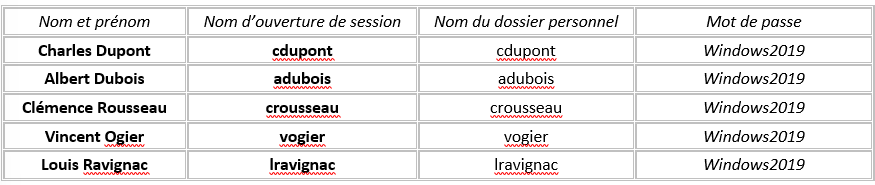 Nom et prénom Nom d’ouverture de session Nom du dossier personnel Mot de passe
Charles Dupont cdupont cdupont Windows2019
Albert Dubois adubois adubois Windows2019
Clémence Rousseau crousseau crousseau Windows2019
Vincent Ogier vogier vogier Windows2019
Louis Ravignac lravignac lravignac Windows2019